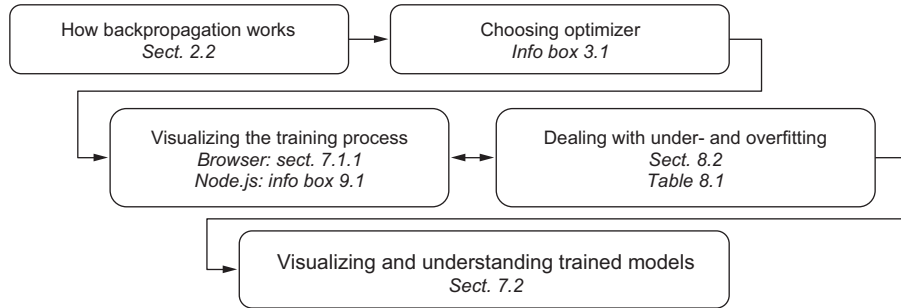 How backpropagation works
Sect. 2.2
Choosing optimizer
Info box 3.1
Visualizing the training process
Browser: sect. 7.1.1
Node.js: info box 9.1
Dealing with under- and overfitting
Sect. 8.2
Table 8.1
Visualizing and understanding trained models
Sect. 7.2